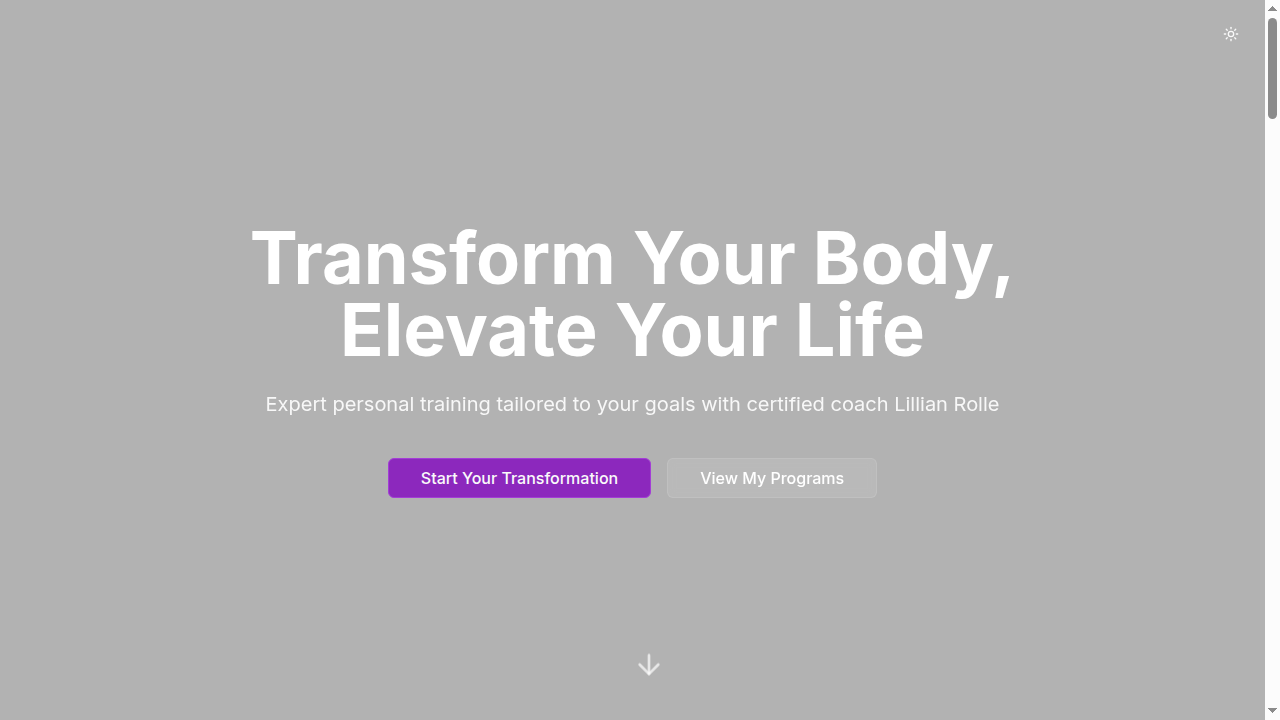 Transform Your Body,
Elevate Your Life
Expert personal training tailored to your goals with certified coach Lillian Rolle
Start Your Transformation
View My Programs